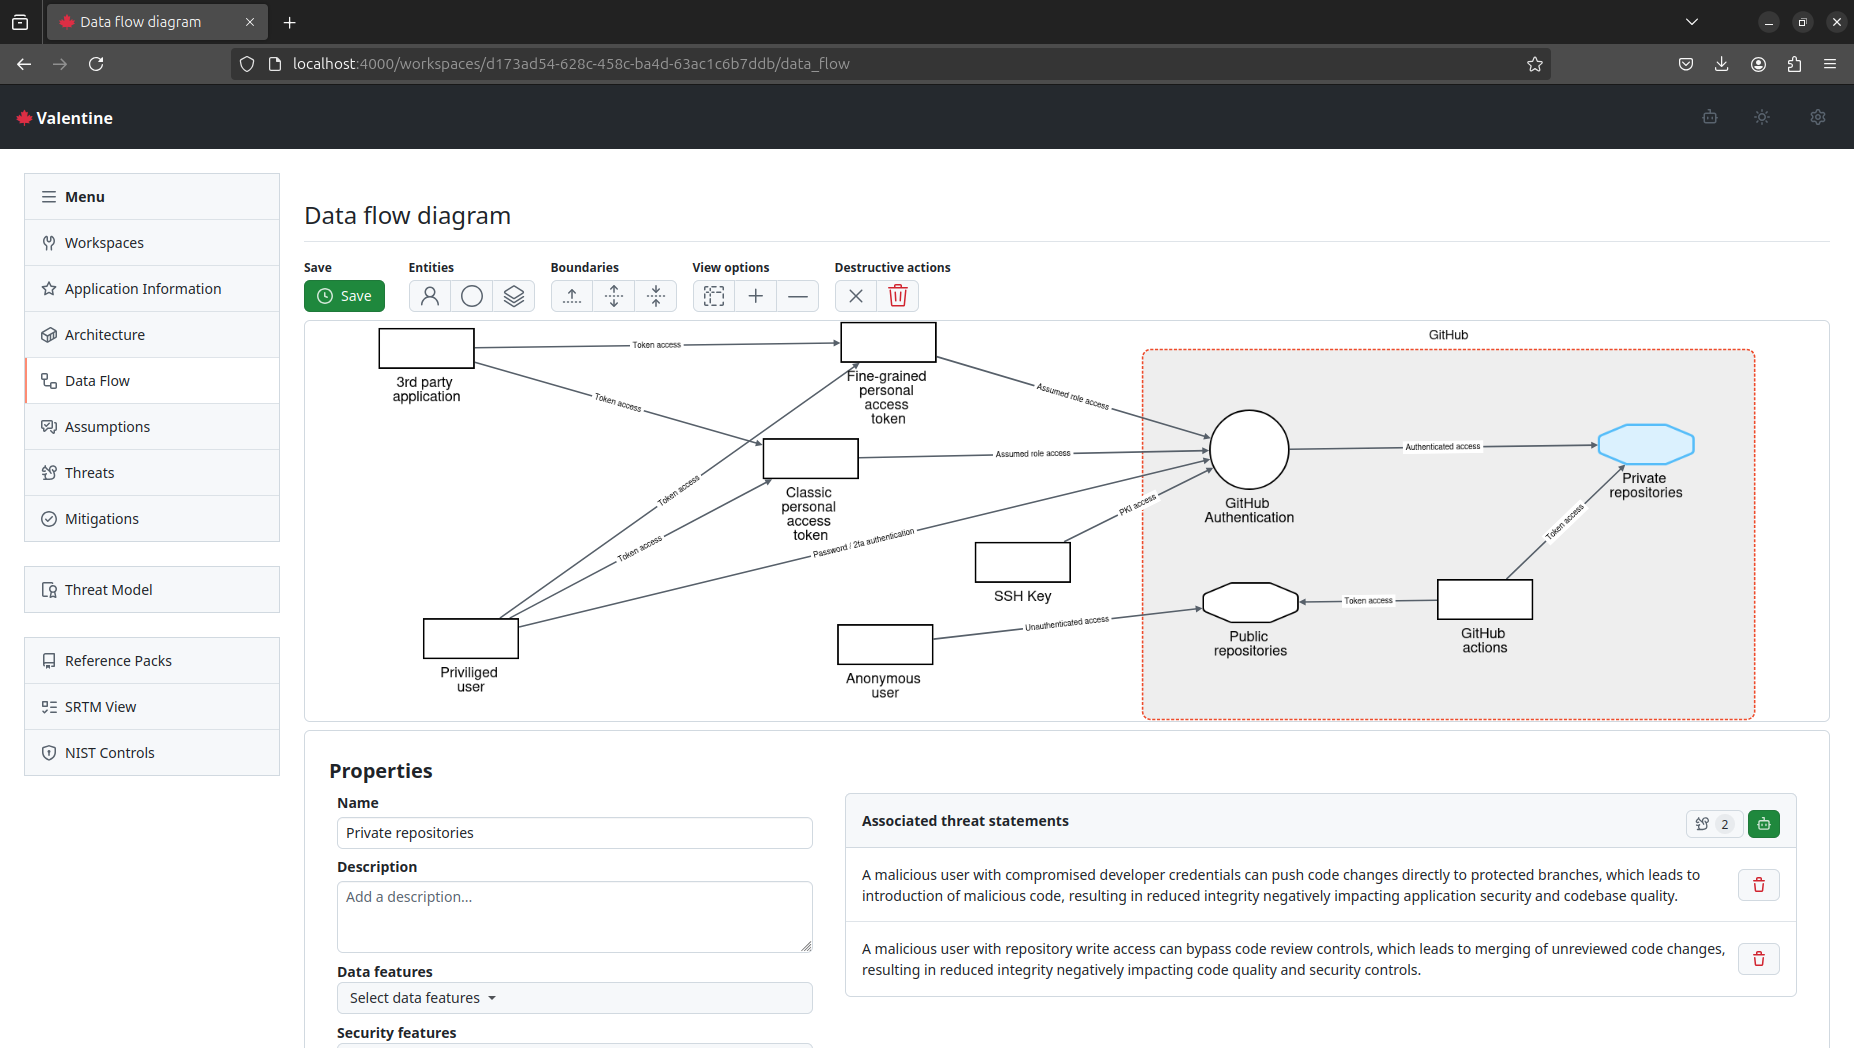 Data flow diagram
localhost:4000/workspaces/d173ad54-628c-458c-ba4d-63ac1c6b7ddb/data_flow
Valentine
Menu
Workspaces
Application Information
Architecture
Data Flow
Assumptions
Threats
Mitigations
Threat Model
Reference Packs
SRTM View
NIST Controls
Data flow diagram
Save
Entities
Boundaries
View options
Destructive actions
Save
GitHub
3rd party
application
Token access
Token access
Fine-grained
personal
access
token
Assumed role access
Classic
personal
access
token
Assumed role access
Token access
Token access
Password / 2fa authentication
PKI access
GitHub
Authentication
Authenticated access
Private
repositories
Token access
SSH Key
Priviliged
user
Anonymous
user
Unauthenticated access
Public
repositories
Token access
GitHub
actions
Properties
Name
Private repositories
Description
Add a description...
Data features
Select data features
Security features
Associated threat statements
2
A malicious user with compromised developer credentials can push code changes directly to protected branches, which leads to
introduction of malicious code, resulting in reduced integrity negatively impacting application security and codebase quality.
A malicious user with repository write access can bypass code review controls, which leads to merging of unreviewed code changes,
resulting in reduced integrity negatively impacting code quality and security controls.